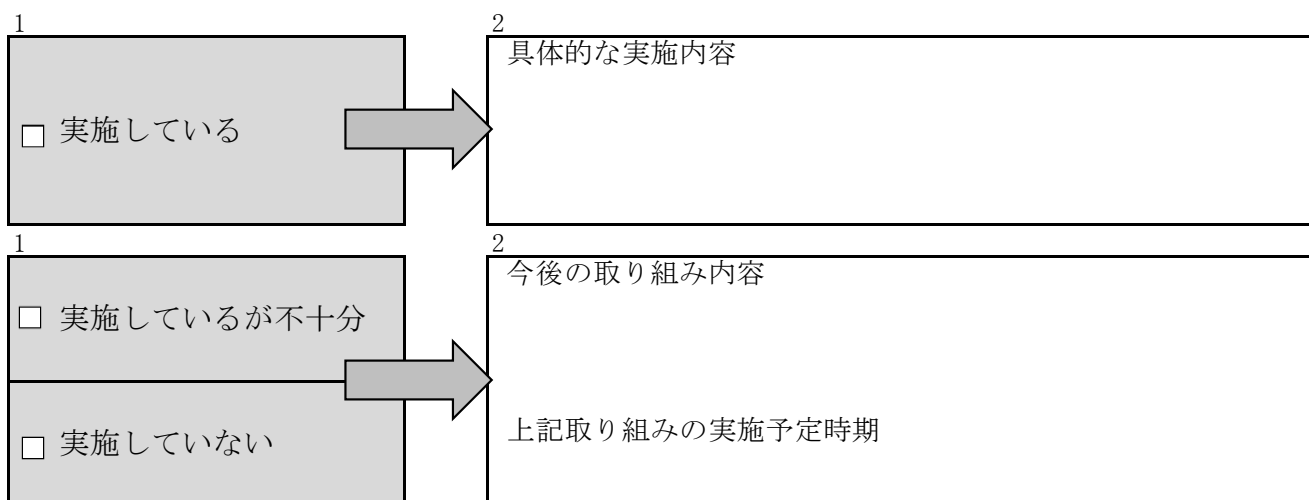 1
2
具体的な実施内容
□ 実施している
1
2
今後の取り組み内容
□ 実施しているが不十分
上記取り組みの実施予定時期
□ 実施していない